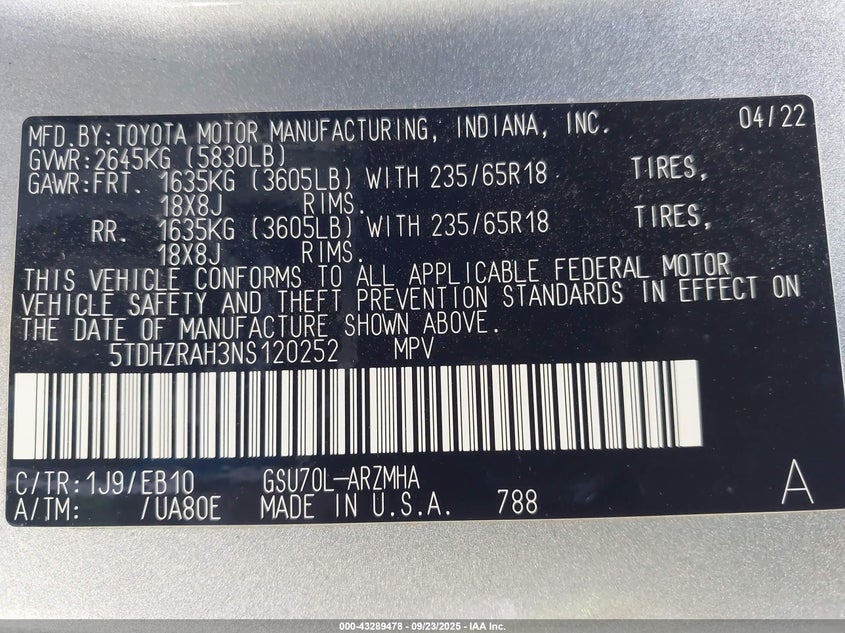 MFD.BY:TOYOTA MOTOR MANUFACTURING, INDIANA, INC. 04/22
GVWR:2645KG (5830LB)
GAWR:FRT. 1635KG (3605LB) WITH 235/65R18 TIRES,
18X8J RIMS.
RR. 1635KG (3605LB) WITH 235/65R18 TIRES,
18X8J RIMS.
THIS VEHICLE CONFORMS TO ALL APPLICABLE FEDERAL MOTOR
VEHICLE SAFETY AND THEFT PREVENTION STANDARDS IN EFFECT ON
THE DATE OF MANUFACTURE SHOWN ABOVE.
5TDHZRAH3NS120252 MPV
C/TR:1J9/EB10 GSU70L-ARZMHA A
A/TM: /UA80E MADE IN U.S.A. 788
000-43289478 - 09/23/2025 - IAA Inc.